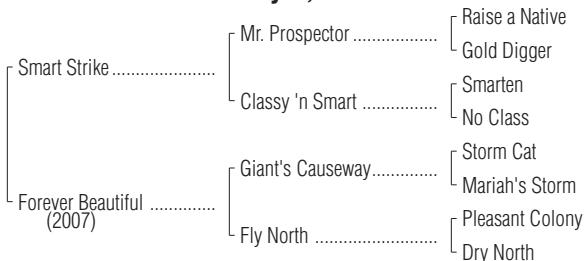 Raise a Native
Mr. Prospector ..................
Gold Digger
Smart Strike ......................
Smarten
Classy 'n Smart ................
No Class
Storm Cat
Giant's Causeway..............
Mariah's Storm
Forever Beautiful ..............
(2007)
Pleasant Colony
Fly North ..........................
Dry North